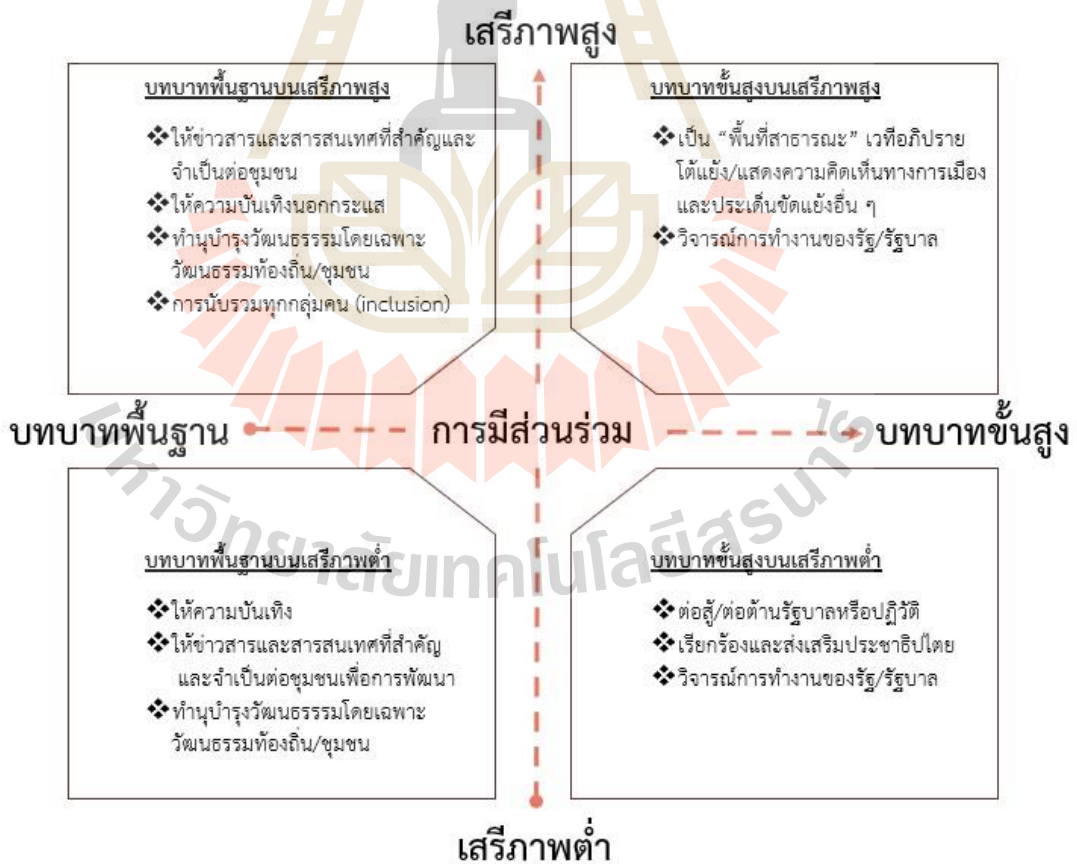 เสรีภาพสูง
บทบาทพื้นฐานบนเสรีภาพสูง
❖ให้ข่าวสารและสารสนเทศที่สำคัญและ
จำเป็นต่อชุมชน
❖ให้ความบันเทิงนอกกระแส
❖ทำนุบำรุงวัฒนธรรรมโดยเฉพาะ
วัฒนธรรมท้องถิ่น/ชุมชน
❖การนับรวมทุกกลุ่มคน (inclusion)
บทบาทขั้นสูงบนเสรีภาพสูง
❖เป็น “พื้นที่สาธารณะ” เวทีอภิปราย
โต้แย้ง/แสดงความคิดเห็นทางการเมือง
และประเด็นขัดแย้งอื่น ๆ
❖วิจารณ์การทำงานของรัฐ/รัฐบาล
บทบาทพื้นฐาน
การมีส่วนร่วม
บทบาทขั้นสูง
มหาวิทยาลัยเทคโนโลยีสุรนารี
บทบาทพื้นฐานบนเสรีภาพต่ำ
❖ให้ความบันเทิง
❖ให้ข่าวสารและสารสนเทศที่สำคัญ
และจำเป็นต่อชุมชนเพื่อการพัฒนา
❖ทำนุบำรุงวัฒนธรรรมโดยเฉพาะ
วัฒนธรรมท้องถิ่น/ชุมชน
บทบาทขั้นสูงบนเสรีภาพต่ำ
❖ต่อสู้/ต่อต้านรัฐบาลหรือปฏิวัติ
❖เรียกร้องและส่งเสริมประชาธิปไตย
❖วิจารณ์การทำงานของรัฐ/รัฐบาล
เสรีภาพต่ำ